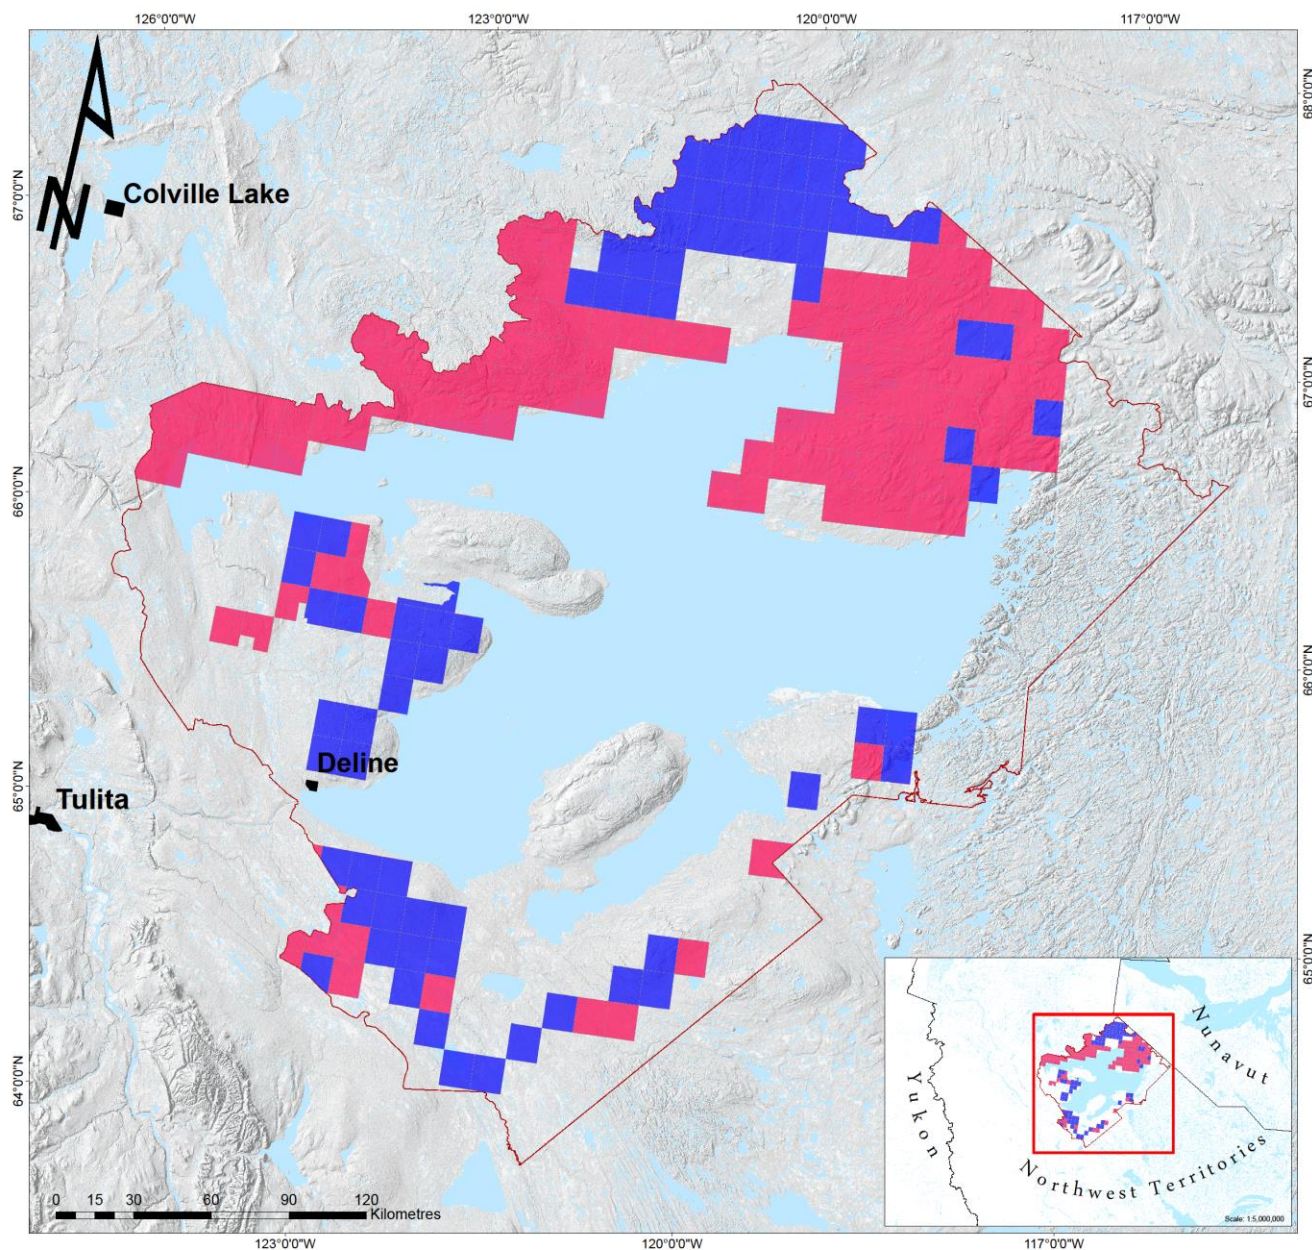 126°0'0"W 123°0'0"W 120°0'0"W 117°0'0"W
68°0'0"N
67°0'0"N
N
Colville Lake
67°0'0"N
66°0'0"N
66°0'0"N
Deline
65°0'0"N
Tulita
65°0'0"N
64°0'0"N
Nunavut
Yukon
Northwest Territories
Scale: 1:5,000,000
0 15 30 60 90 120
Kilometres
123°0'0"W 120°0'0"W 117°0'0"W